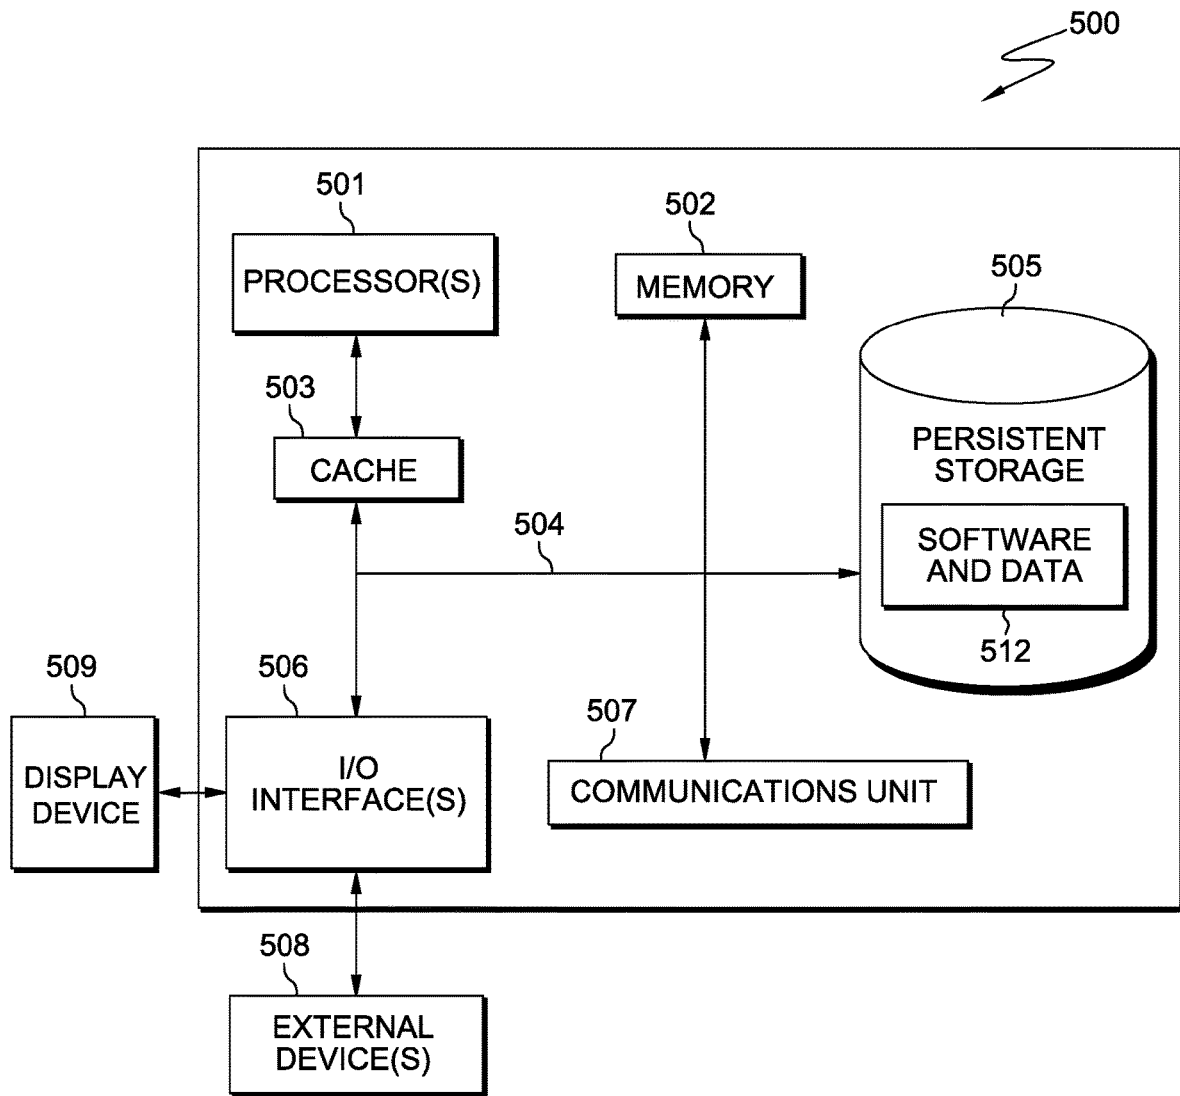 500
501
PROCESSOR(S)
502
MEMORY
505
503
CACHE
PERSISTENT
STORAGE
504
SOFTWARE
AND DATA
512
509
DISPLAY
DEVICE
506
I/O
INTERFACE(S)
507
COMMUNICATIONS UNIT
508
EXTERNAL
DEVICE(S)